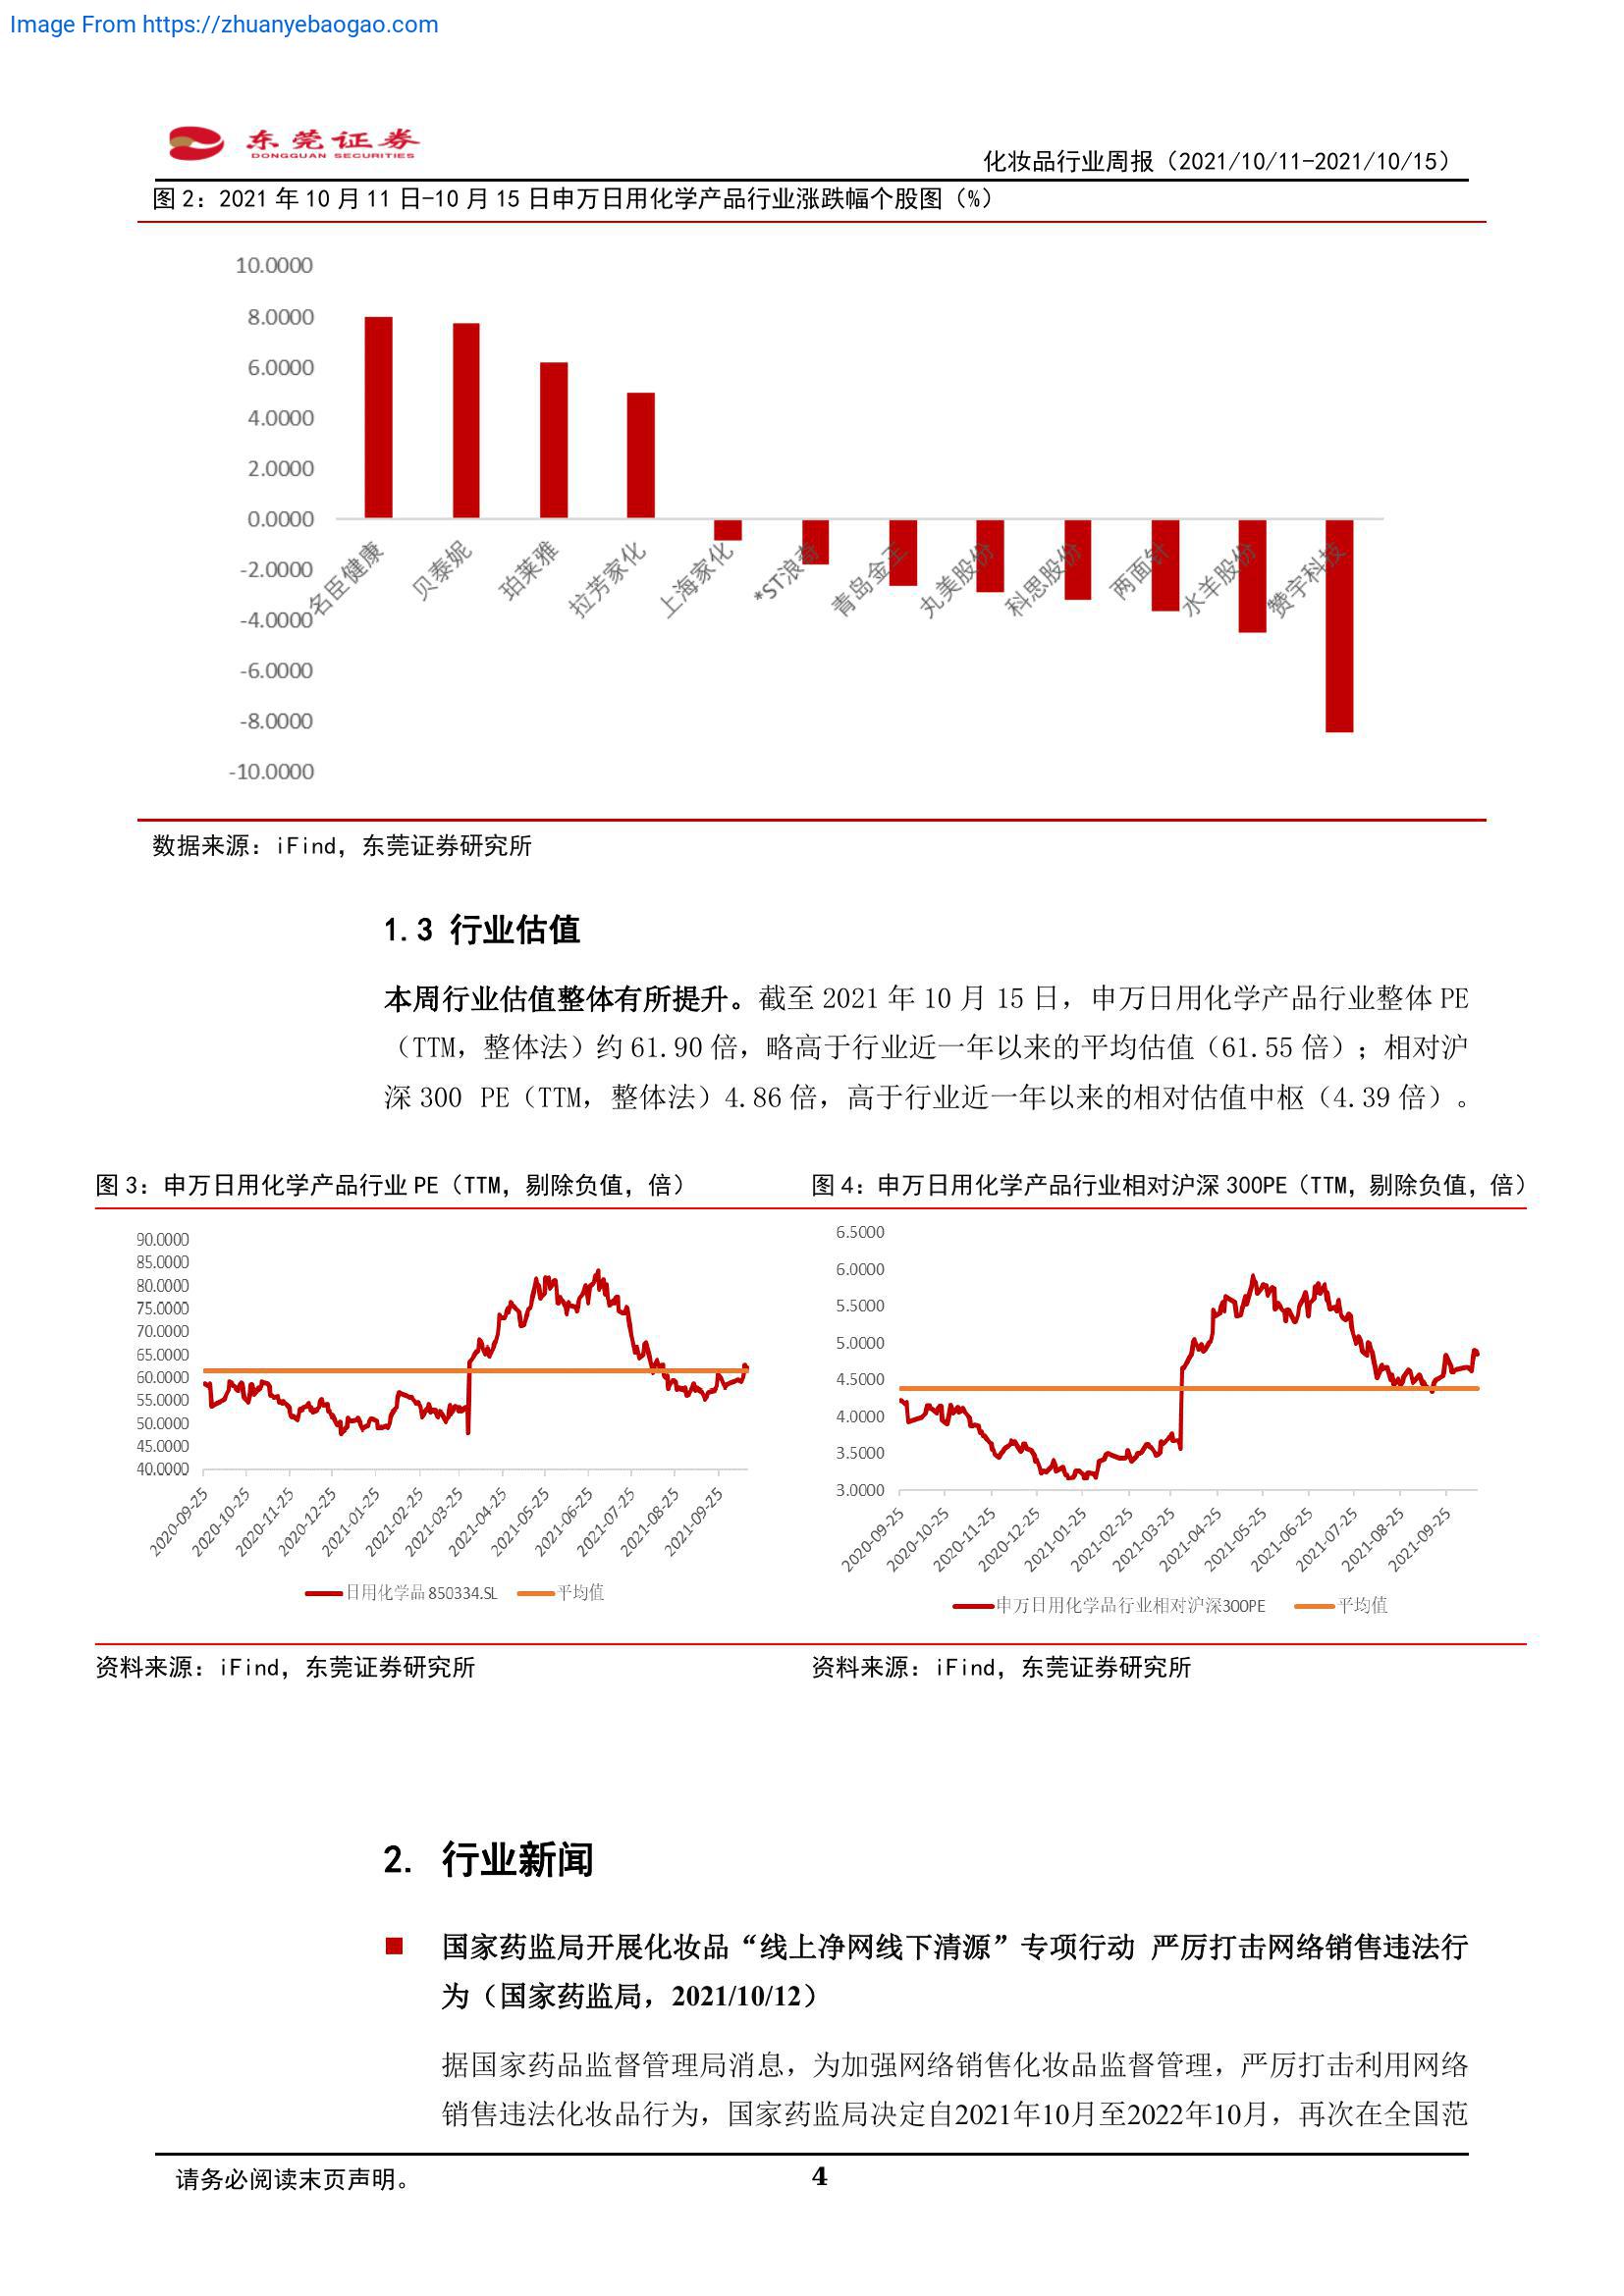 Image From https://zhuanyebaogao.com
东莞证券
DONGGUAN SECURITIES
化妆品行业周报（2021/10/11-2021/10/15）
图 2：2021 年 10 月 11 日-10 月 15 日申万日用化学产品行业涨跌幅个股图（%）
10.0000
8.0000
6.0000
4.0000
2.0000
0.0000
-2.0000
-4.0000
-6.0000
-8.0000
-10.0000
名臣健康
贝泰妮
珀莱雅
拉芳家化
上海家化
*ST浪奇
青岛金王
丸美股份
科思股份
两面针
水羊股份
赞宇科技
数据来源：iFind，东莞证券研究所
1.3 行业估值
本周行业估值整体有所提升。截至 2021 年 10 月 15 日，申万日用化学产品行业整体 PE
（TTM，整体法）约 61.90 倍，略高于行业近一年以来的平均估值（61.55 倍）；相对沪
深 300 PE（TTM，整体法）4.86 倍，高于行业近一年以来的相对估值中枢（4.39 倍）。
图 3：申万日用化学产品行业 PE（TTM，剔除负值，倍）
90.0000
85.0000
80.0000
75.0000
70.0000
65.0000
60.0000
55.0000
50.0000
45.0000
40.0000
2020-09-25
2020-10-25
2020-11-25
2020-12-25
2021-01-25
2021-02-25
2021-03-25
2021-04-25
2021-05-25
2021-06-25
2021-07-25
2021-08-25
2021-09-25
日用化学品 850334.SL
平均值
资料来源：iFind，东莞证券研究所
图 4：申万日用化学产品行业相对沪深 300PE（TTM，剔除负值，倍）
6.5000
6.0000
5.5000
5.0000
4.5000
4.0000
3.5000
3.0000
2020-09-25
2020-10-25
2020-11-25
2020-12-25
2021-01-25
2021-02-25
2021-03-25
2021-04-25
2021-05-25
2021-06-25
2021-07-25
2021-08-25
2021-09-25
申万日用化学品行业相对沪深300PE
平均值
资料来源：iFind，东莞证券研究所
2. 行业新闻
国家药监局开展化妆品“线上净网线下清源”专项行动 严厉打击网络销售违法行
为（国家药监局，2021/10/12）
据国家药品监督管理局消息，为加强网络销售化妆品监督管理，严厉打击利用网络
销售违法化妆品行为，国家药监局决定自2021年10月至2022年10月，再次在全国范
请务必阅读末页声明。
4